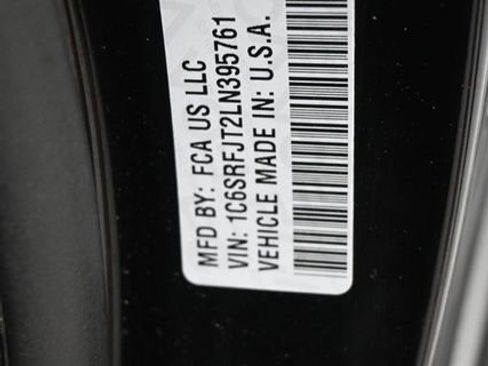 MFD BY: FCA US LLC
VIN: 1C6SRFJT2LN395761
VEHICLE MADE IN: U.S.A.